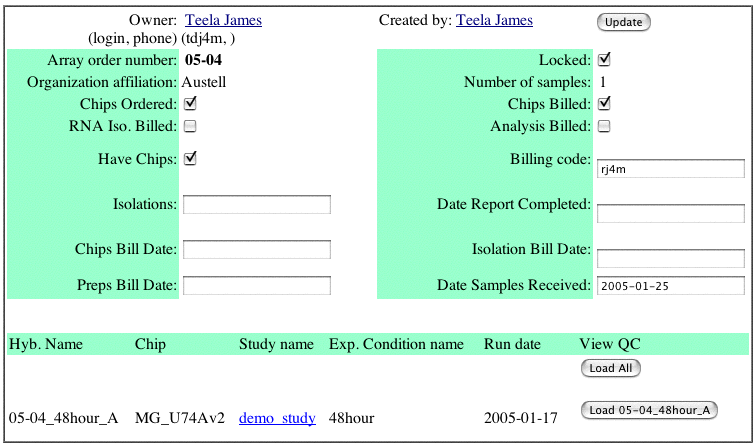 Owner: Teela James Created by: Teela James Update
(login, phone) (tdj4m, )
Array order number: 05-04 Locked:
Organization affiliation: Austell Number of samples: 1
Chips Ordered: Chips Billed:
RNA Iso. Billed: Analysis Billed:
Have Chips: Billing code: rj4m
Isolations: Date Report Completed:
Chips Bill Date: Isolation Bill Date:
Preps Bill Date: Date Samples Received: 2005-01-25
Hyb. Name Chip Study name Exp. Condition name Run date View QC
Load All
05-04_48hour_A MG_U74Av2 demo_study 48hour 2005-01-17 Load 05-04_48hour_A